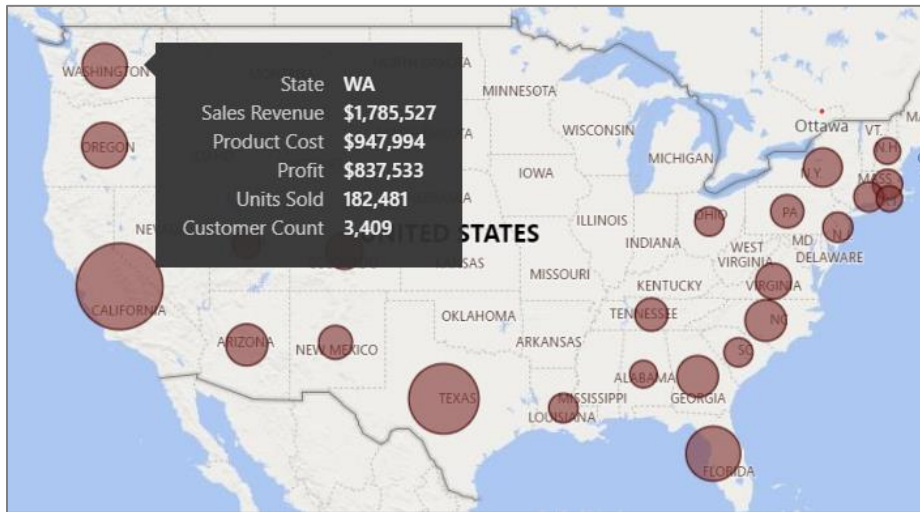 WASHINGTON
State WA
Sales Revenue $1,785,527
Product Cost $947,994
Profit $837,533
Units Sold 182,481
Customer Count 3,409
MINNESOTA
Ottawa
VT.
N.H.
OREGON
WISCONSIN
MICHIGAN
N.Y.
MASS
IOWA
OHIO
PA
N.J.
UNITED STATES
ILLINOIS
INDIANA
WEST
VIRGINIA
MD
DELAWARE
KANSAS
MISSOURI
KENTUCKY
VIRGINIA
CALIFORNIA
OKLAHOMA
TENNESSEE
NC
ARIZONA
NEW MEXICO
ARKANSAS
SC
TEXAS
ALABAMA
MISSISSIPPI
GEORGIA
LOUISIANA
FLORIDA